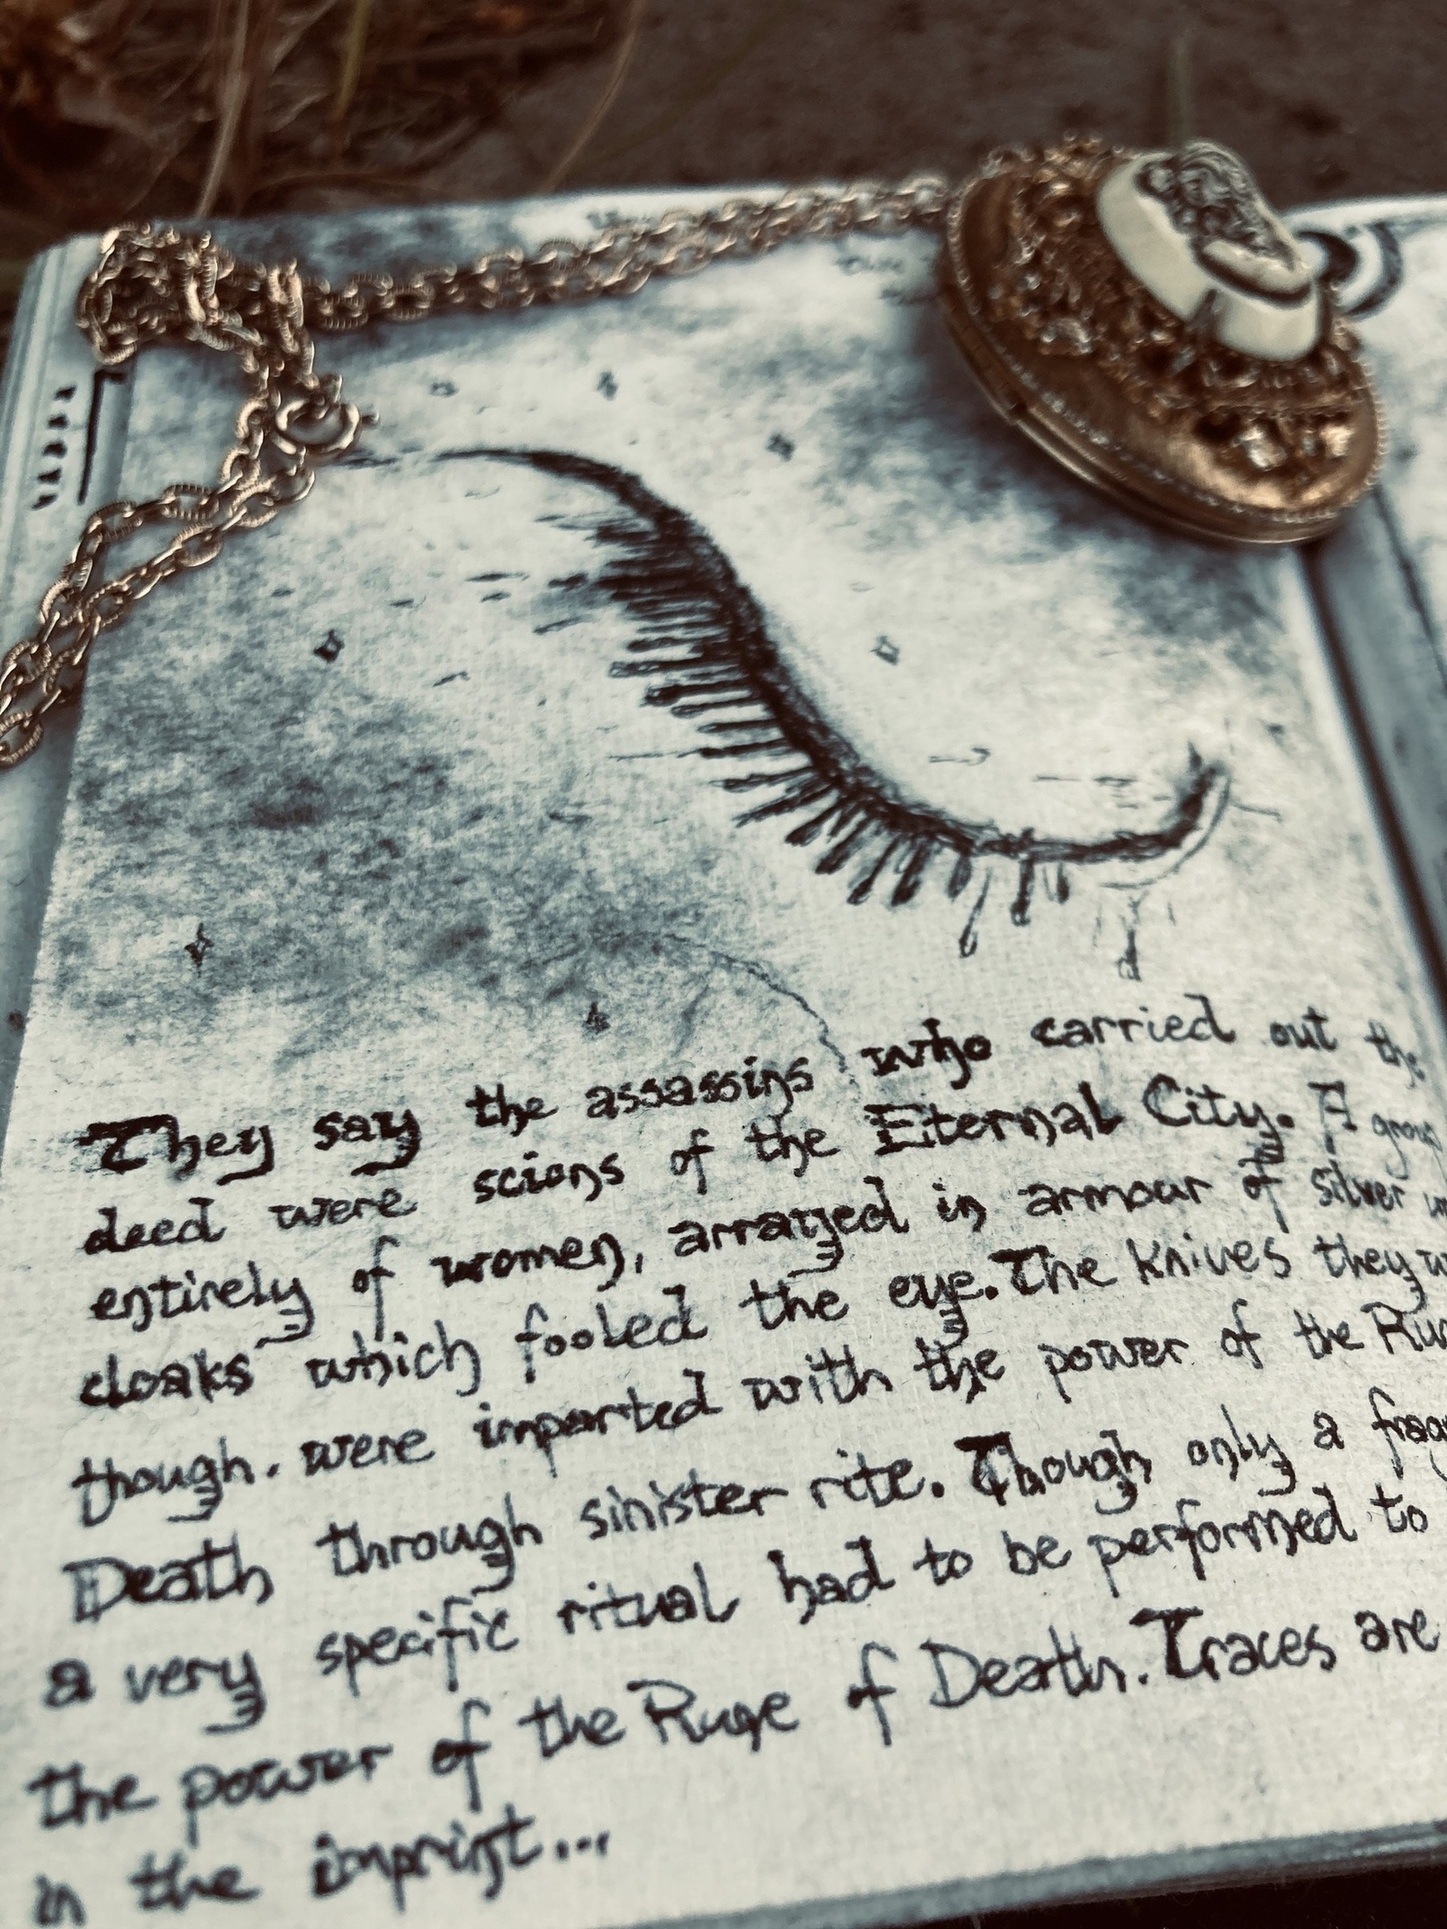 They say the assassins who carried out the
deed were scions of the Eternal City. A
entirely of women, arranged in armour of silver
cloaks which fooled the eye. The knives they
though. were imparted with the power of the
Death through sinister rite. Though only a
a very specific ritual had to be performed to
the power of the Rune of Death. Traces are
in the imprint...